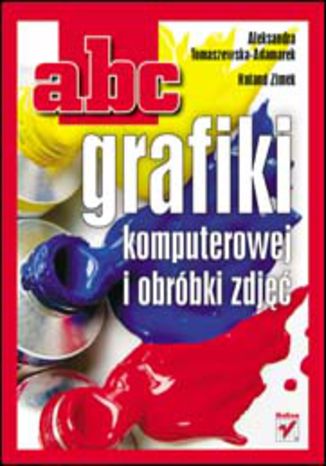 Aleksandra
Tomaszewska-Adamarek
Roland Zimek
abc
grafiki
komputerowej
i obróbki zdjęć
Helion